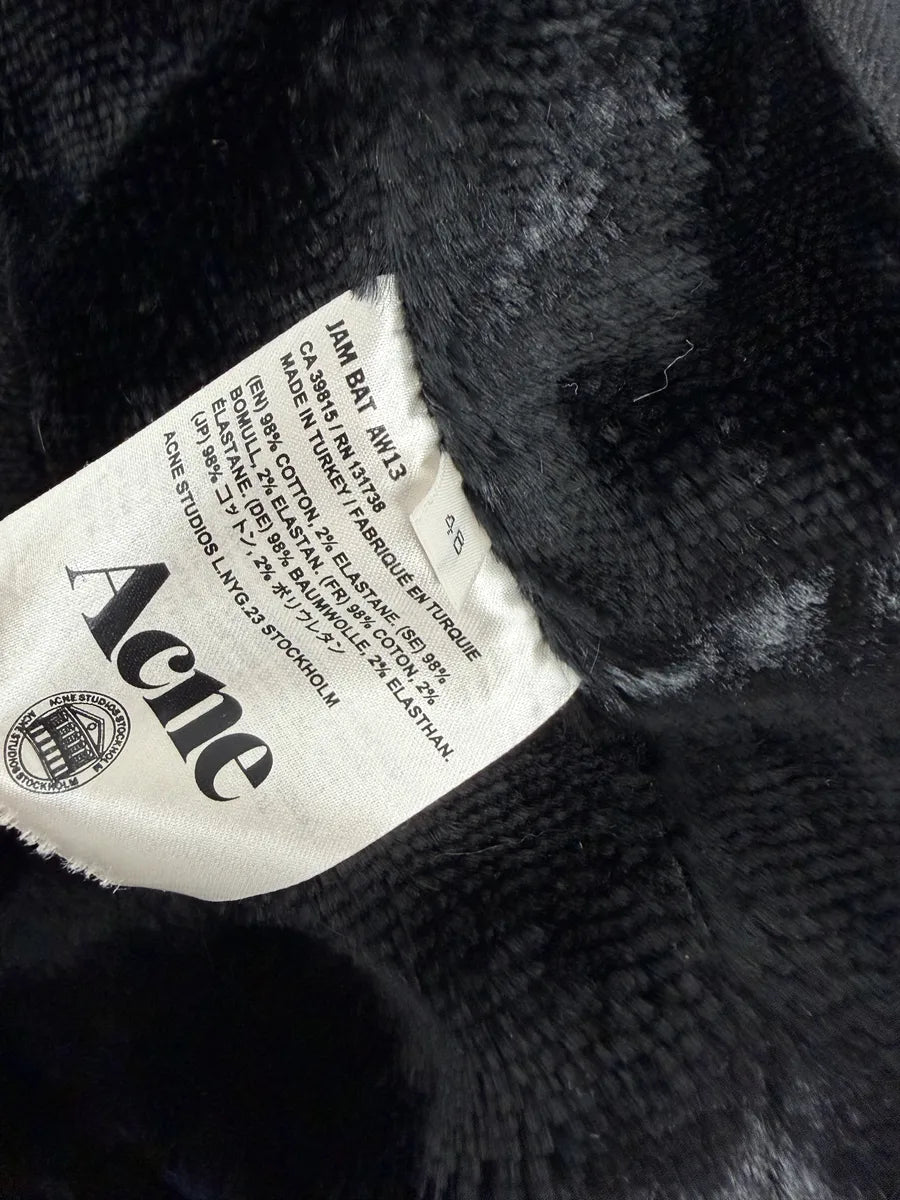 JAM BAT AW13
CA 39815 / RN 131738
MADE IN TURKEY / FABRIQUÉ EN TURQUIE
(EN) 98% COTTON, 2% ELASTANE. (SE) 98%
BOMULL, 2% ELASTAN. (FR) 98% COTON, 2%
ÉLASTANE. (DE) 98% BAUMWOLLE, 2% ELASTHAN.
(JP) 98% コットン, 2% ポリウレタン
ACNE STUDIOS L.NYG.23 STOCKHOLM
Acne
ACNE STUDIOS STOCKHOLM
ACNE STUDIOS STOCKHOLM